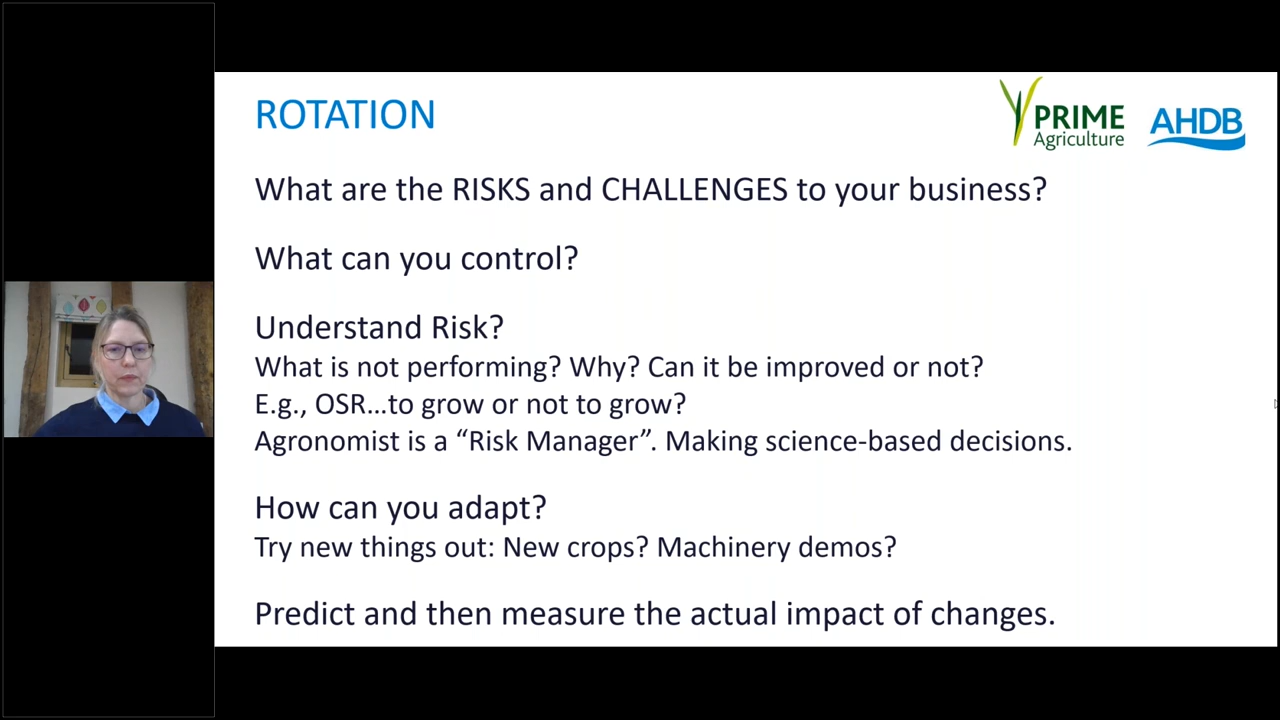 ROTATION
PRIME
Agriculture
AHDB
What are the RISKS and CHALLENGES to your business?
What can you control?
Understand Risk?
What is not performing? Why? Can it be improved or not?
E.g., OSR...to grow or not to grow?
Agronomist is a “Risk Manager”. Making science-based decisions.
How can you adapt?
Try new things out: New crops? Machinery demos?
Predict and then measure the actual impact of changes.